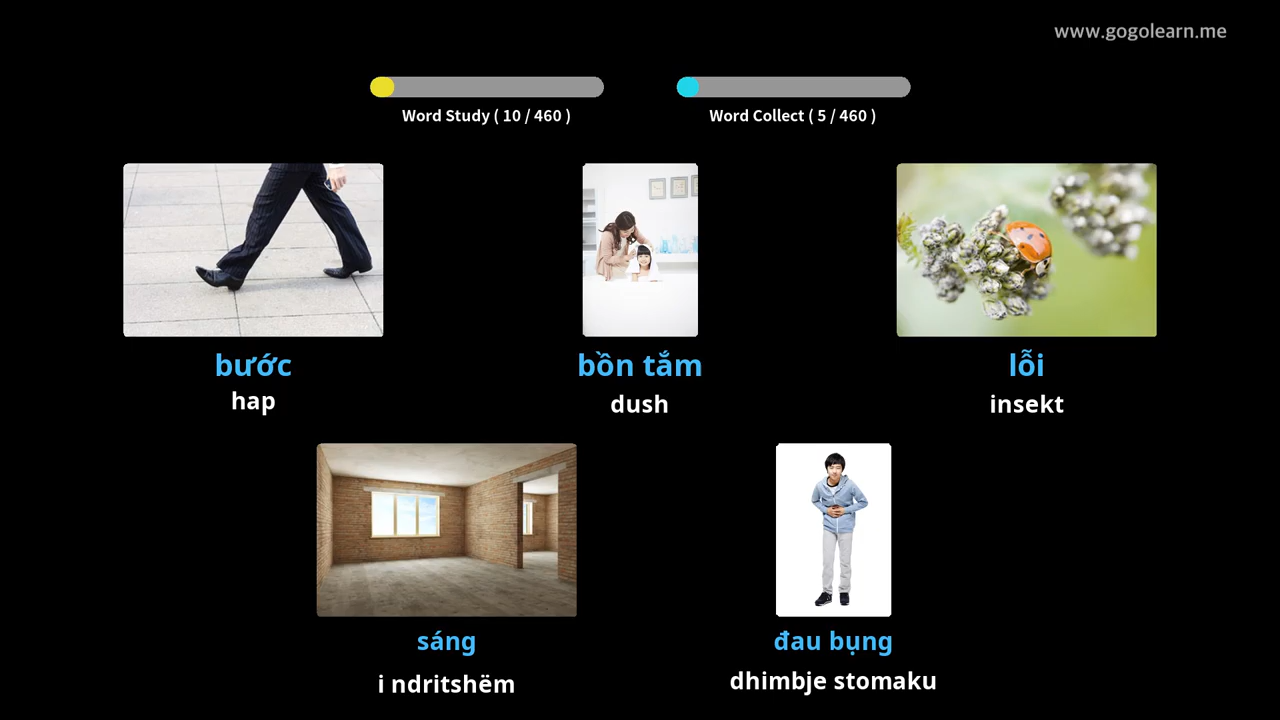 www.gogolearn.me
Word Study ( 10 / 460 )
Word Collect ( 5 / 460 )
bước
hap
bồn tắm
dush
lỗi
insekt
sáng
i ndritshëm
đau bụng
dhimbje stomaku